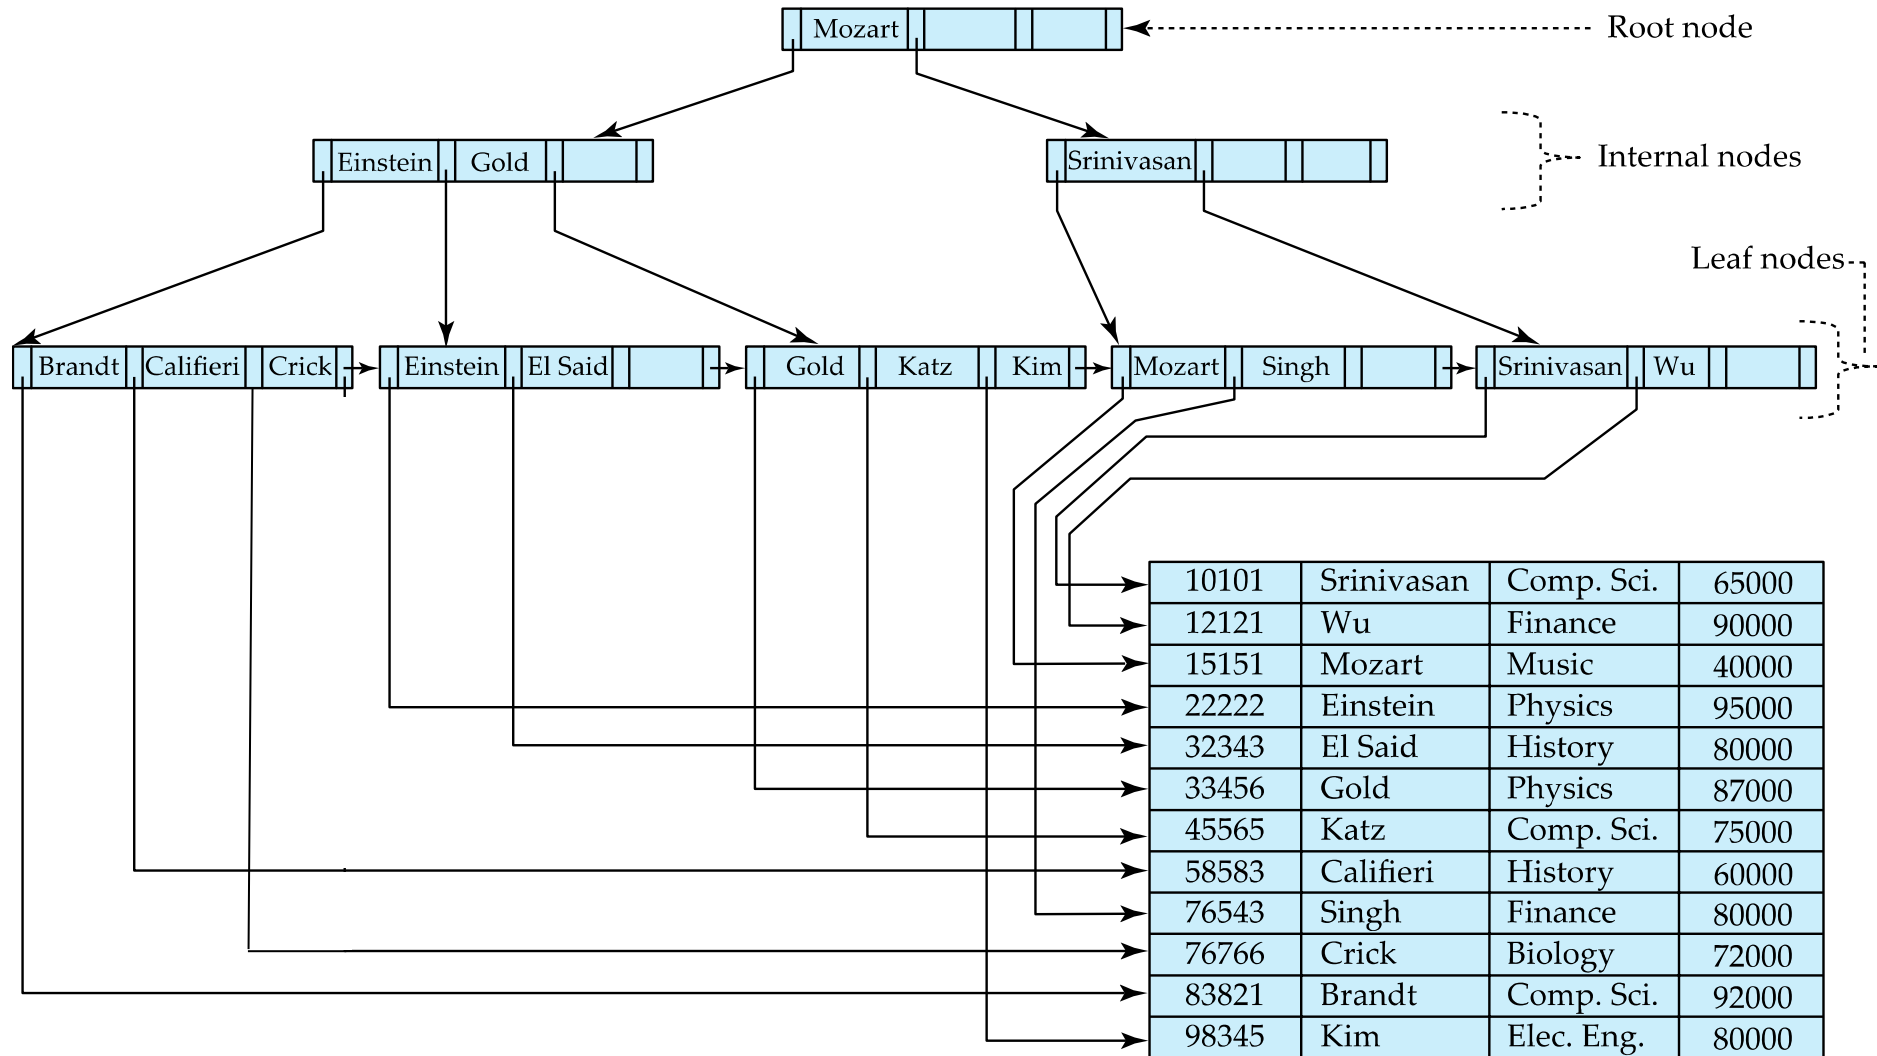 Mozart
Root node
Einstein Gold
Srinivasan
Internal nodes
Leaf nodes
Brandt Califieri Crick Einstein El Said Gold Katz Kim Mozart Singh Srinivasan Wu
10101 Srinivasan Comp. Sci. 65000
12121 Wu Finance 90000
15151 Mozart Music 40000
22222 Einstein Physics 95000
32343 El Said History 80000
33456 Gold Physics 87000
45565 Katz Comp. Sci. 75000
58583 Califieri History 60000
76543 Singh Finance 80000
76766 Crick Biology 72000
83821 Brandt Comp. Sci. 92000
98345 Kim Elec. Eng. 80000